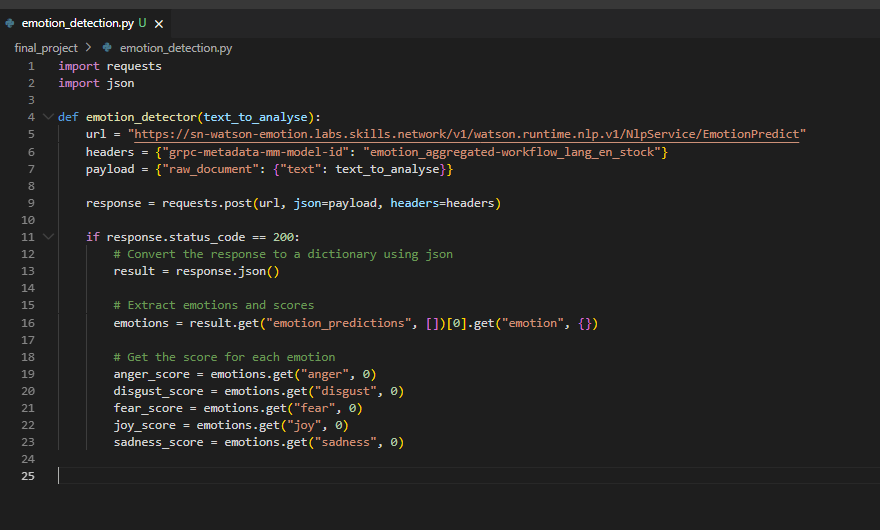 emotion_detection.py U
final_project > emotion_detection.py
1 import requests
2 import json
3
4 def emotion_detector(text_to_analyse):
5 url = "https://sn-watson-emotion.labs.skills.network/v1/watson.runtime.nlp.v1/NlpService/EmotionPredict"
6 headers = {"grpc-metadata-mm-model-id": "emotion_aggregated-workflow_lang_en_stock"}
7 payload = {"raw_document": {"text": text_to_analyse}}
8
9 response = requests.post(url, json=payload, headers=headers)
10
11 if response.status_code == 200:
12 # Convert the response to a dictionary using json
13 result = response.json()
14
15 # Extract emotions and scores
16 emotions = result.get("emotion_predictions", [])[0].get("emotion", {})
17
18 # Get the score for each emotion
19 anger_score = emotions.get("anger", 0)
20 disgust_score = emotions.get("disgust", 0)
21 fear_score = emotions.get("fear", 0)
22 joy_score = emotions.get("joy", 0)
23 sadness_score = emotions.get("sadness", 0)
24
25